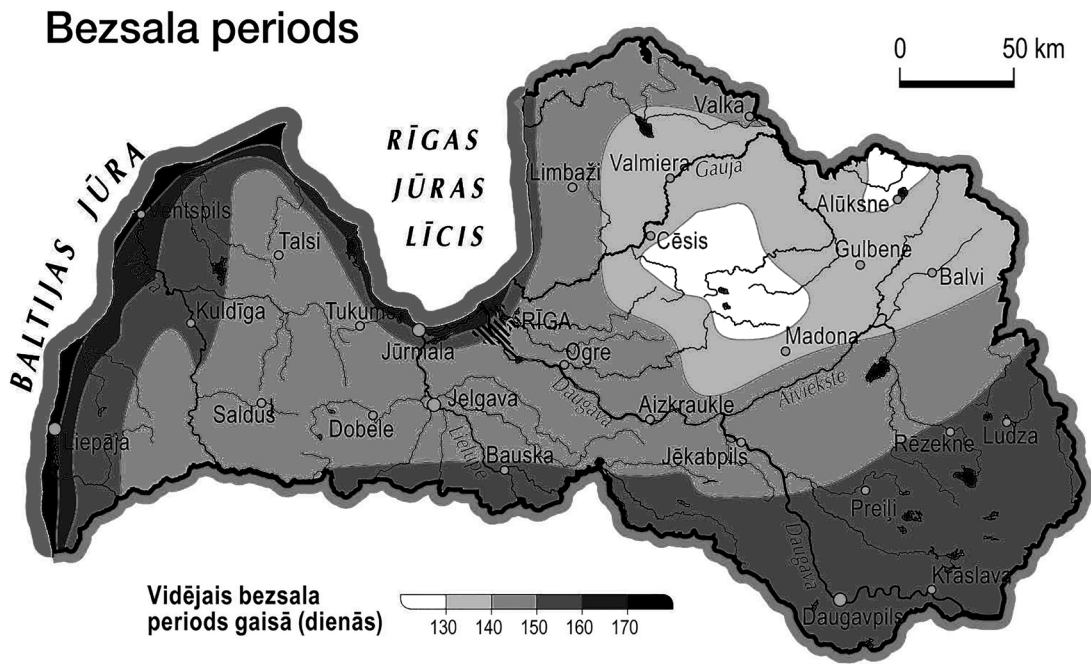 Bezsala periods
0 50 km
BALTIJAS JŪRA
RĪGAS
JŪRAS
LĪCIS
Valka
Limbaži
Valmiera
Gauja
Alūksne
Ventspils
Talsi
Cēsis
Gulbene
Balvi
Kuldīga
Tukums
RĪGA
Jūrmala
Ogre
Madona
Daugava
Aiviekste
Saldus
Dobele
Jelgava
Aizkraukle
Liepāja
Lielupe
Bauska
Jēkabpils
Rēzekne
Ludza
Preiļi
Daugava
Krāslava
Daugavpils
Vidējais bezsala
periods gaisā (dienās)
130 140 150 160 170